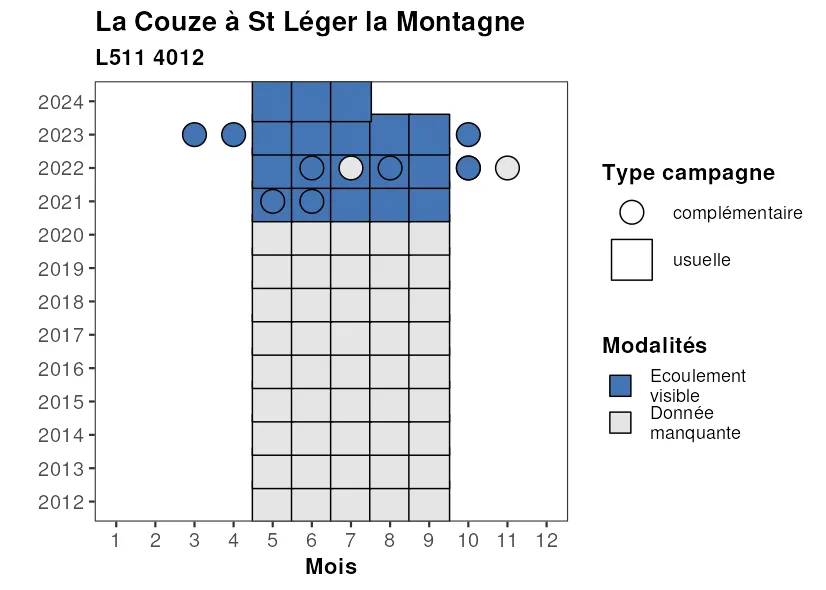 La Couze à St Léger la Montagne
L511 4012
2024
2023
2022
2021
2020
2019
2018
2017
2016
2015
2014
2013
2012
1 2 3 4 5 6 7 8 9 10 11 12
Mois
Type campagne
complémentaire
usuelle
Modalités
Ecoulement
visible
Donnée
manquante